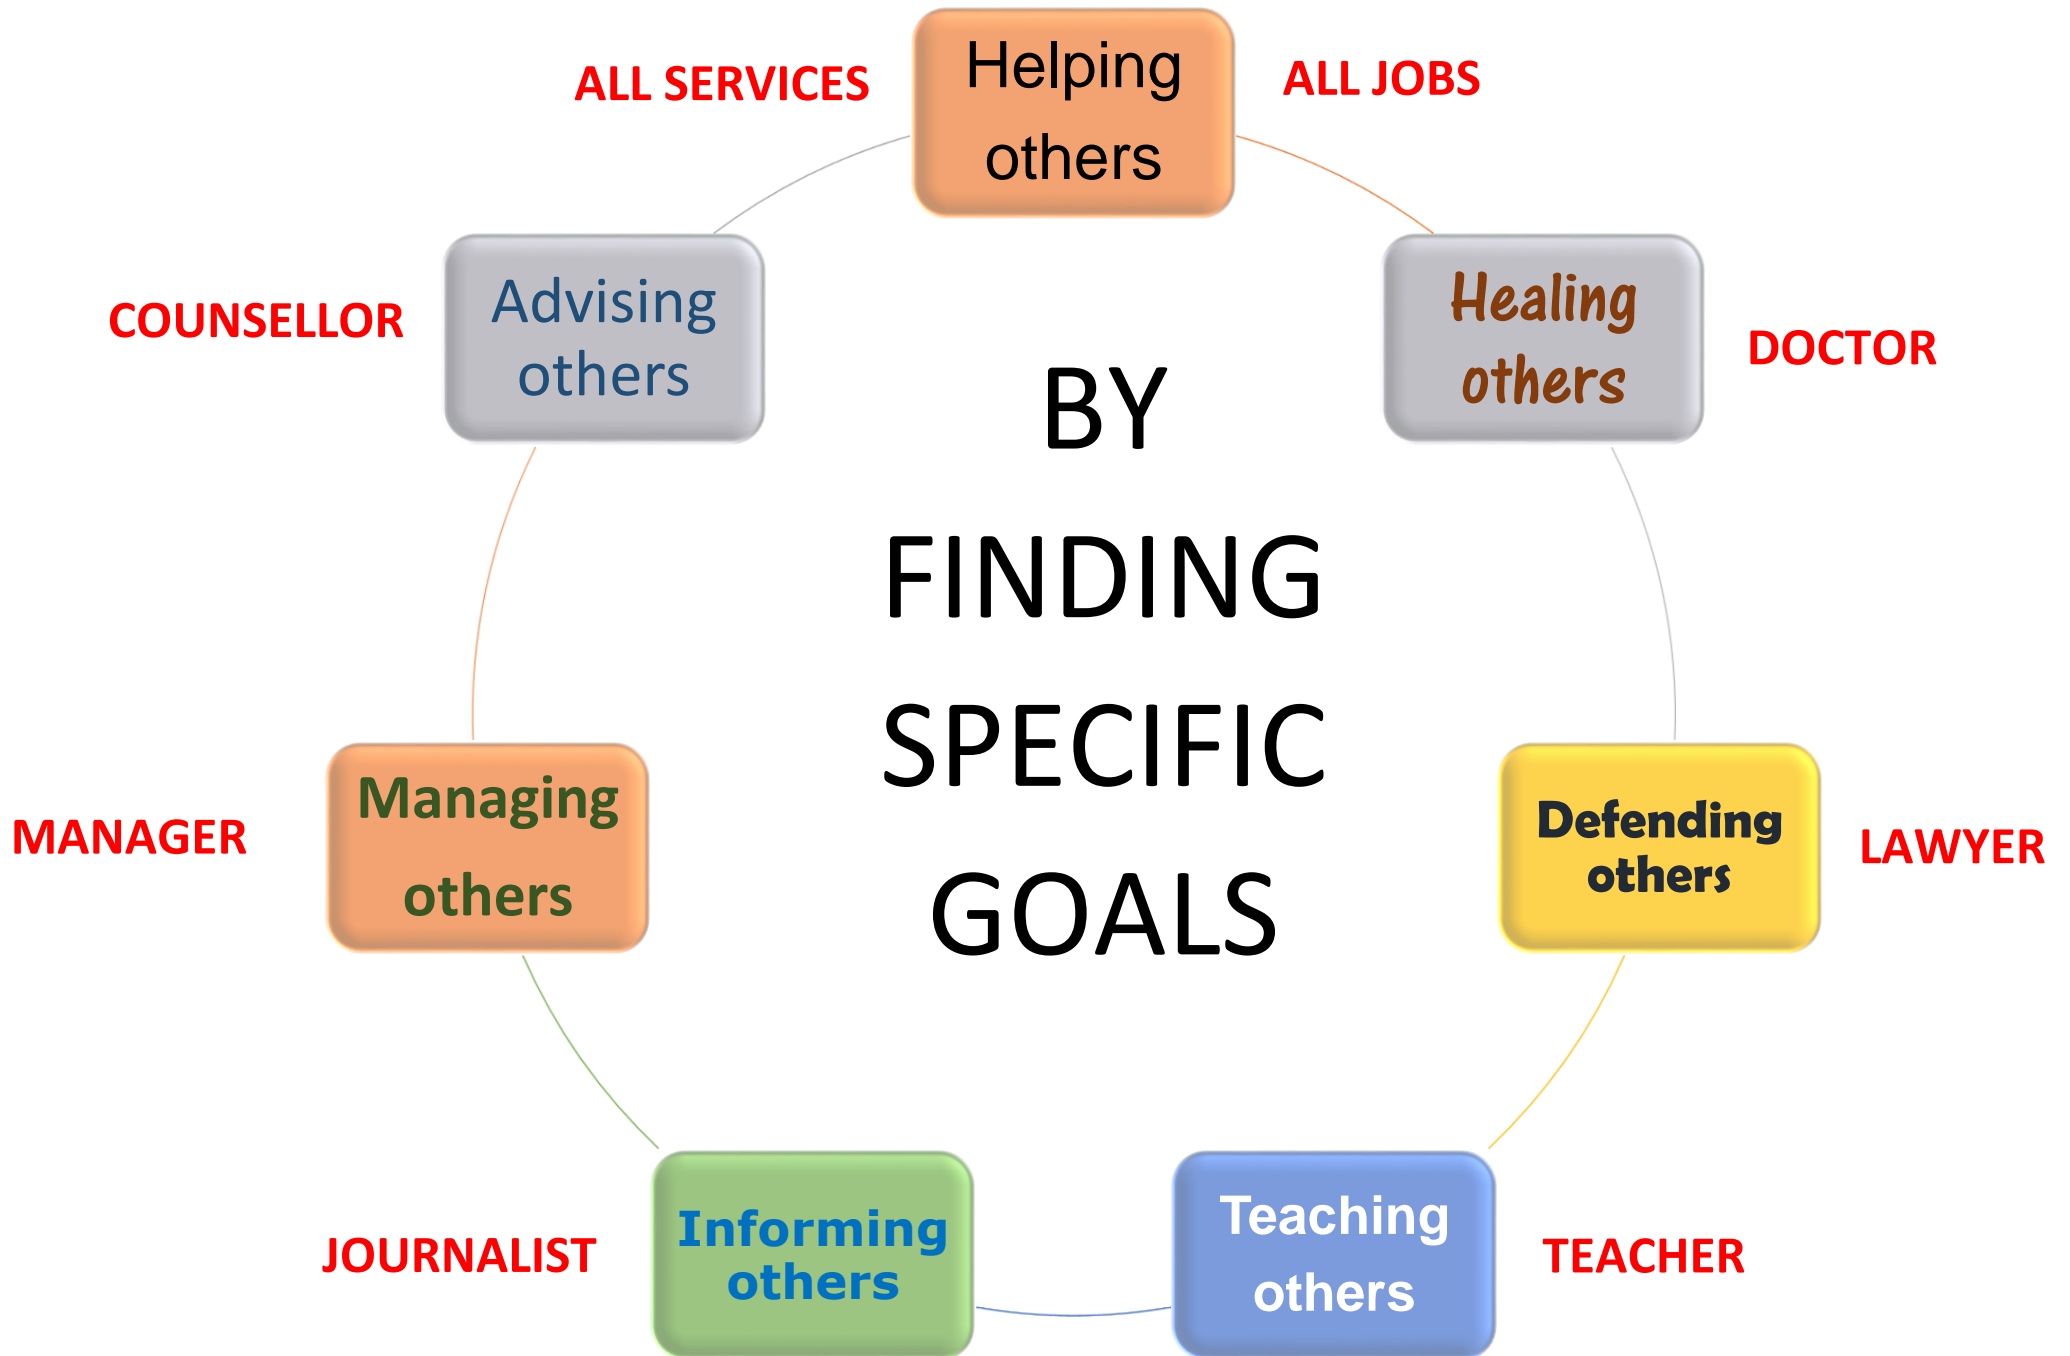 ALL SERVICES
Helping
others
ALL JOBS
COUNSELLOR
Advising
others
Healing
others
DOCTOR
BY
FINDING
SPECIFIC
GOALS
MANAGER
Managing
others
Defending
others
LAWYER
JOURNALIST
Informing
others
Teaching
others
TEACHER